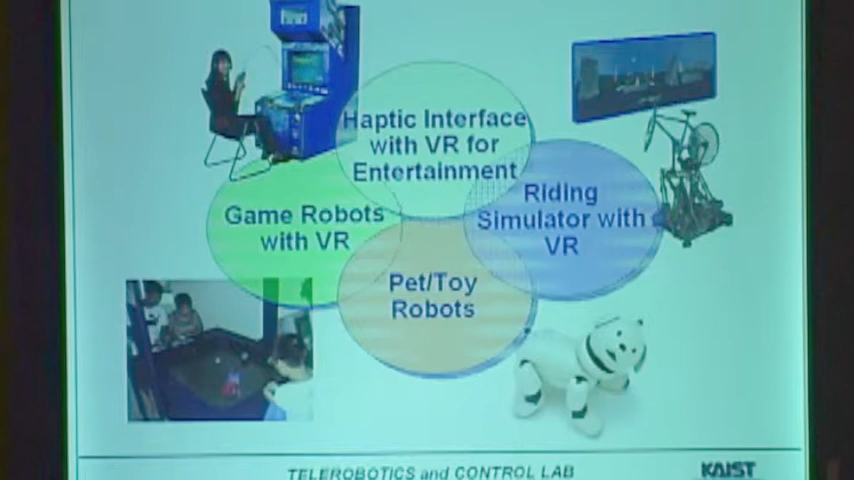 Haptic Interface
with VR for
Entertainment
Riding
Simulator with
VR
Game Robots
with VR
Pet/Toy
Robots
TELEROBOTICS and CONTROL LAB
KAIST